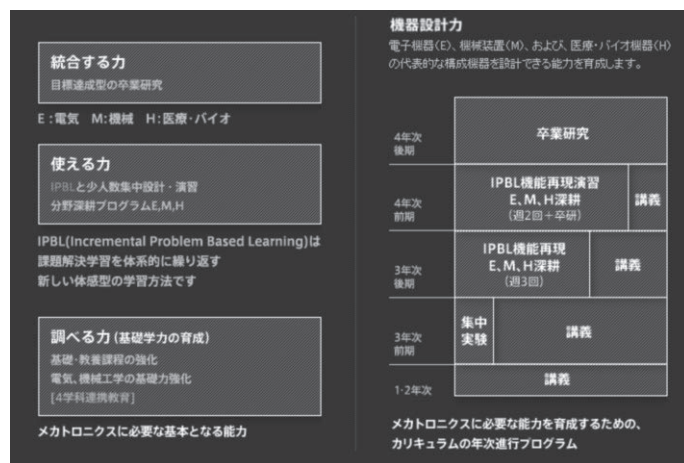 統合する力
目標達成型の卒業研究
E:電気 M:機械 H:医療・バイオ
使える力
IPBLと少人数集中設計・演習
分野深耕プログラムE,M,H
IPBL(Incremental Problem Based Learning)は
課題解決学習を体系的に繰り返す
新しい体感型の学習方法です
調べる力(基礎学力の育成)
基礎・教養課程の強化
電気、機械工学の基礎力強化
[4学科連携教育]
メカトロニクスに必要な基本となる能力
機器設計力
電子機器(E)、機械装置(M)、および、医療・バイオ機器(H)
の代表的な構成機器を設計できる能力を育成します。
4年次
後期
卒業研究
4年次
前期
IPBL機能再現演習
E、M、H深耕
(週2回+卒研)
講義
3年次
後期
IPBL機能再現
E、M、H深耕
(週3回)
講義
3年次
前期
集中
実験
講義
1-2年次
講義
メカトロニクスに必要な能力を育成するための、
カリキュラムの年次進行プログラム